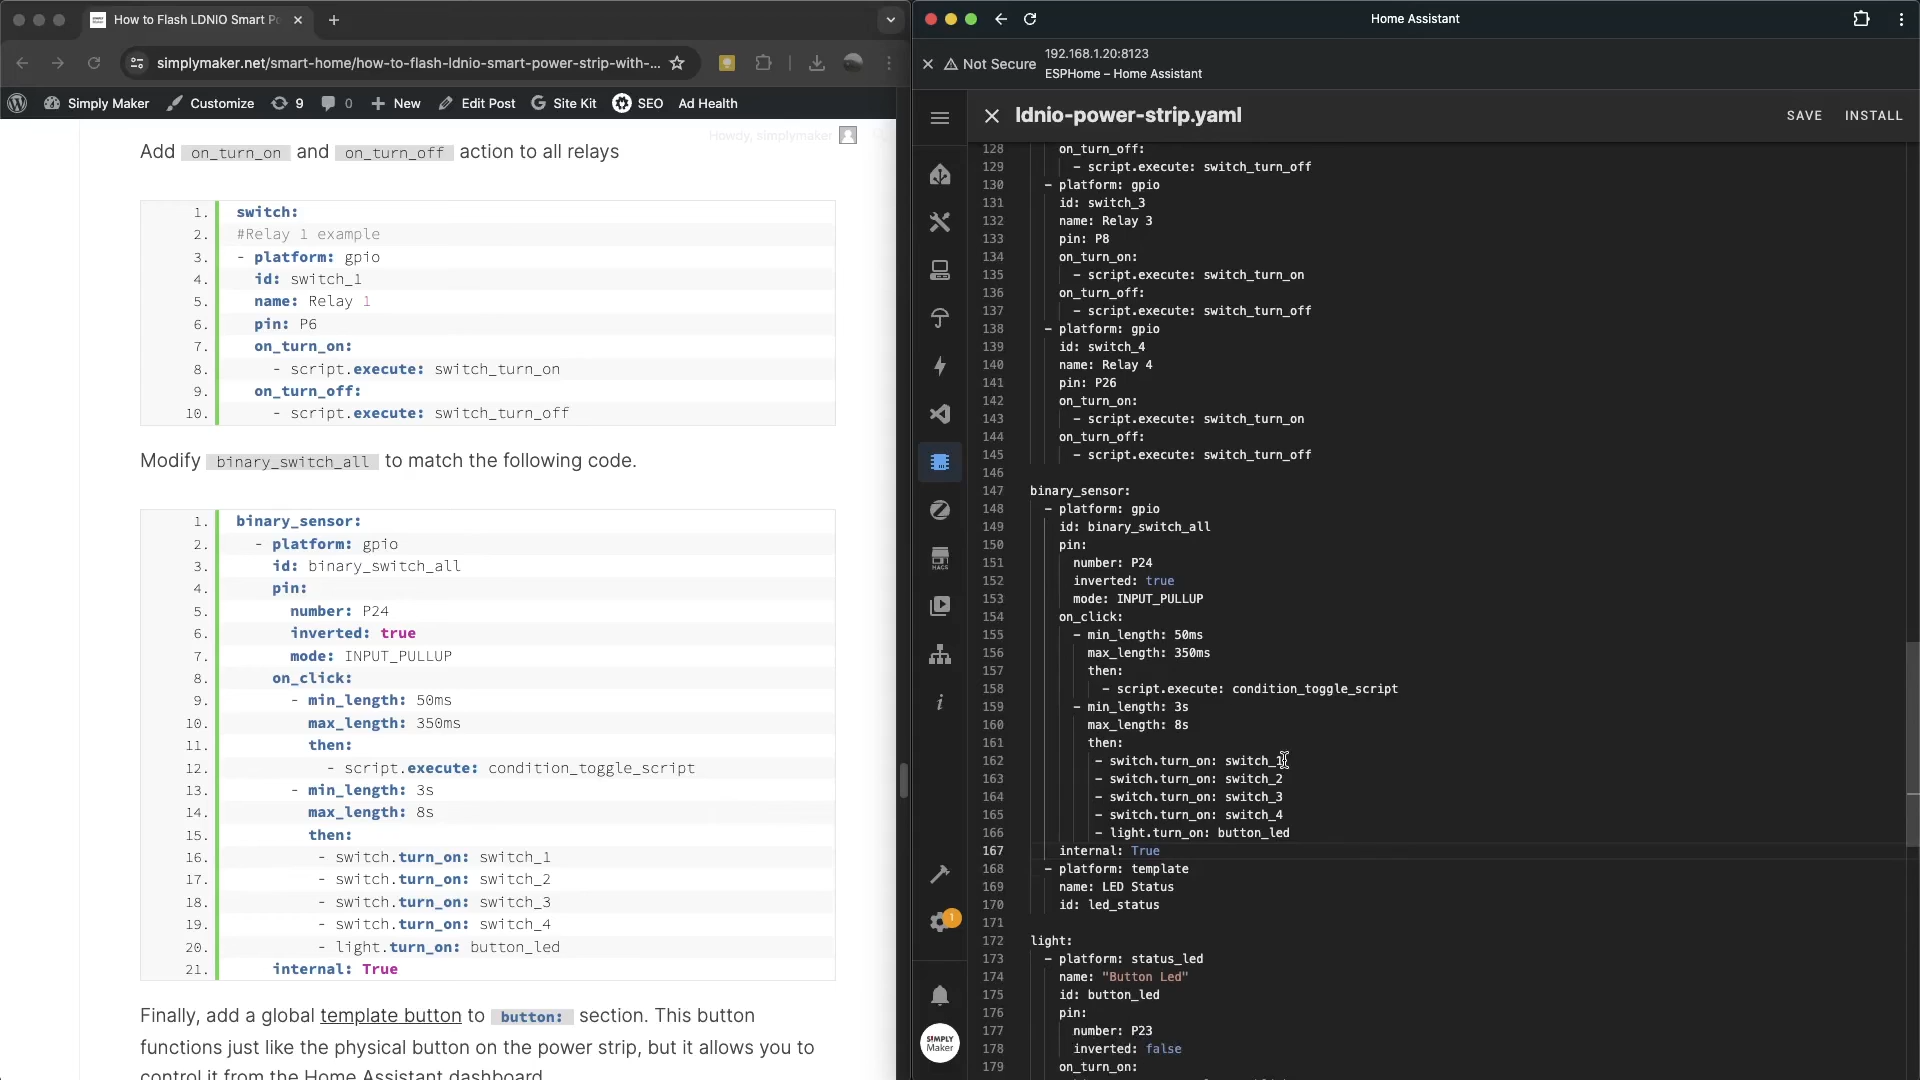 How to Flash LDNIO Smart P
simplymaker.net/smart-home/how-to-flash-ldnio-smart-power-strip-with-...
Simply Maker
Customize
9
0
New
Edit Post
Site Kit
SEO
Ad Health
Howdy, simplymaker
Add on_turn_on and on_turn_off action to all relays
1. switch:
2. #Relay 1 example
3. - platform: gpio
4. id: switch_1
5. name: Relay 1
6. pin: P6
7. on_turn_on:
8. - script.execute: switch_turn_on
9. on_turn_off:
10. - script.execute: switch_turn_off
Modify binary_switch_all to match the following code.
1. binary_sensor:
2. - platform: gpio
3. id: binary_switch_all
4. pin:
5. number: P24
6. inverted: true
7. mode: INPUT_PULLUP
8. on_click:
9. - min_length: 50ms
10. max_length: 350ms
11. then:
12. - script.execute: condition_toggle_script
13. - min_length: 3s
14. max_length: 8s
15. then:
16. - switch.turn_on: switch_1
17. - switch.turn_on: switch_2
18. - switch.turn_on: switch_3
19. - switch.turn_on: switch_4
20. - light.turn_on: button_led
21. internal: True
Finally, add a global template button to button: section. This button
functions just like the physical button on the power strip, but it allows you to
control it from the Home Assistant dashboard
Home Assistant
Not Secure
192.168.1.20:8123
ESPHome – Home Assistant
ldnio-power-strip.yaml
SAVE
INSTALL
128 on_turn_off:
129 - script.execute: switch_turn_off
130 - platform: gpio
131 id: switch_3
132 name: Relay 3
133 pin: P8
134 on_turn_on:
135 - script.execute: switch_turn_on
136 on_turn_off:
137 - script.execute: switch_turn_off
138 - platform: gpio
139 id: switch_4
140 name: Relay 4
141 pin: P26
142 on_turn_on:
143 - script.execute: switch_turn_on
144 on_turn_off:
145 - script.execute: switch_turn_off
146
147 binary_sensor:
148 - platform: gpio
149 id: binary_switch_all
150 pin:
151 number: P24
152 inverted: true
153 mode: INPUT_PULLUP
154 on_click:
155 - min_length: 50ms
156 max_length: 350ms
157 then:
158 - script.execute: condition_toggle_script
159 - min_length: 3s
160 max_length: 8s
161 then:
162 - switch.turn_on: switch_1
163 - switch.turn_on: switch_2
164 - switch.turn_on: switch_3
165 - switch.turn_on: switch_4
166 - light.turn_on: button_led
167 internal: True
168 - platform: template
169 name: LED Status
170 id: led_status
171
172 light:
173 - platform: status_led
174 name: "Button Led"
175 id: button_led
176 pin:
177 number: P23
178 inverted: false
179 on_turn_on:
HACS
1
SIMPLY
Maker